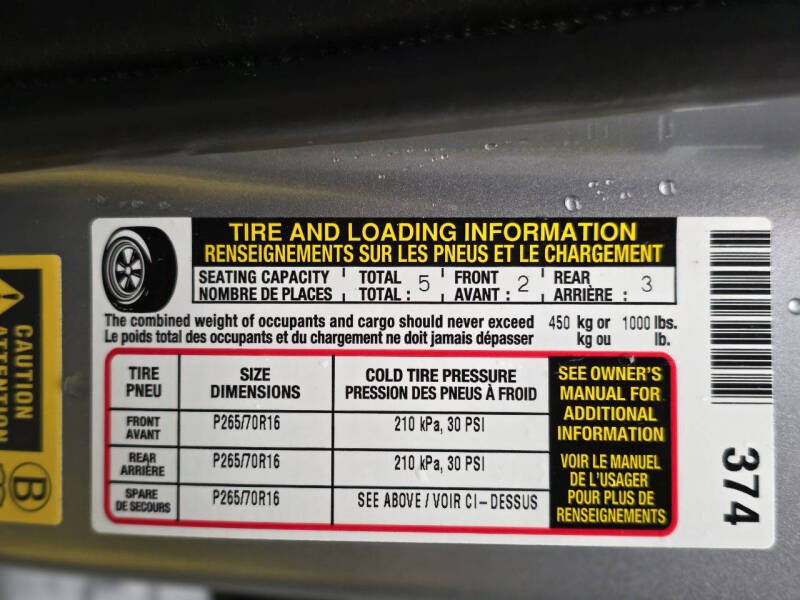 TIRE AND LOADING INFORMATION
RENSEIGNEMENTS SUR LES PNEUS ET LE CHARGEMENT
SEATING CAPACITY TOTAL 5 FRONT 2 REAR 3
NOMBRE DE PLACES TOTAL : AVANT : ARRIÈRE :
The combined weight of occupants and cargo should never exceed 450 kg or 1000 lbs.
Le poids total des occupants et du chargement ne doit jamais dépasser kg ou lb.
TIRE SIZE COLD TIRE PRESSURE
PNEU DIMENSIONS PRESSION DES PNEUS À FROID
FRONT P265/70R16 210 kPa, 30 PSI
AVANT
REAR P265/70R16 210 kPa, 30 PSI
ARRIÈRE
SPARE P265/70R16 SEE ABOVE / VOIR CI-DESSUS
DE SECOURS
SEE OWNER'S
MANUAL FOR
ADDITIONAL
INFORMATION
VOIR LE MANUEL
DE L'USAGER
POUR PLUS DE
RENSEIGNEMENTS
374
CAUTION
ATTENTION
B